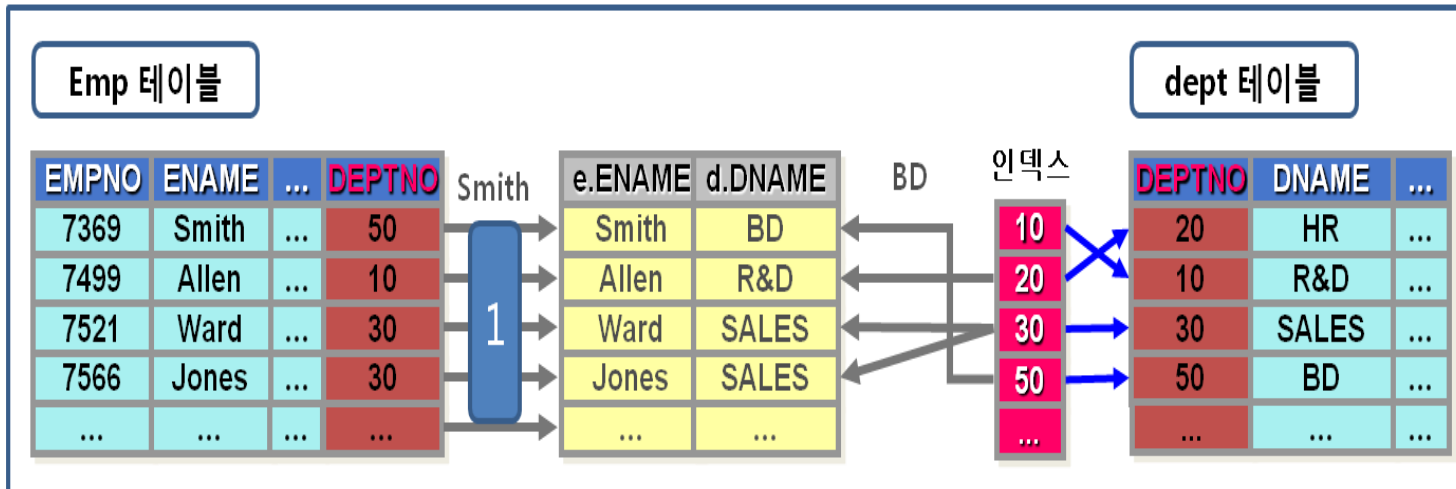 Emp 테이블
dept 테이블
Smith
BD
인덱스
EMPNO ENAME ... DEPTNO
7369 Smith ... 50
7499 Allen ... 10
7521 Ward ... 30
7566 Jones ... 30
... ... ... ...
1
e.ENAME d.DNAME
Smith BD
Allen R&D
Ward SALES
Jones SALES
... ...
10
20
30
50
...
DEPTNO DNAME ...
20 HR ...
10 R&D ...
30 SALES ...
50 BD ...
... ... ...